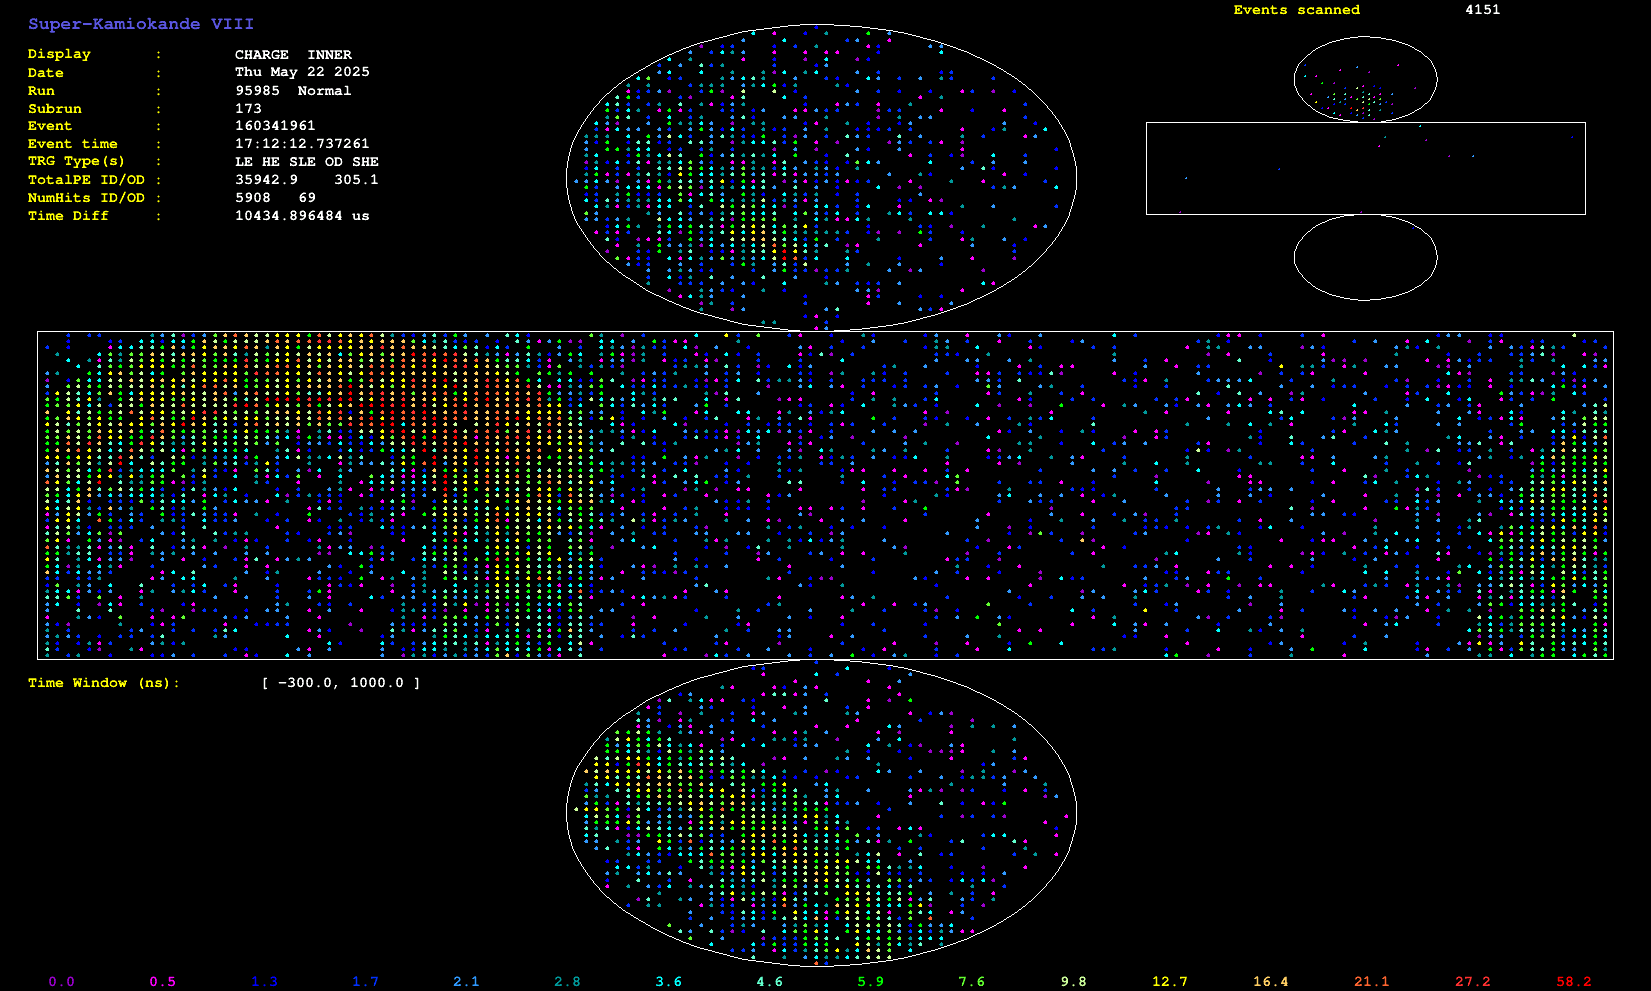 Super-Kamiokande VIII
Events scanned 4151
Display : CHARGE INNER
Date : Thu May 22 2025
Run : 95985 Normal
Subrun : 173
Event : 160341961
Event time : 17:12:12.737261
TRG Type(s) : LE HE SLE OD SHE
TotalPE ID/OD : 35942.9 305.1
NumHits ID/OD : 5908 69
Time Diff : 10434.896484 us
Time Window (ns): [ -300.0, 1000.0 ]
0.0 0.5 1.3 1.7 2.1 2.8 3.6 4.6 5.9 7.6 9.8 12.7 16.4 21.1 27.2 58.2